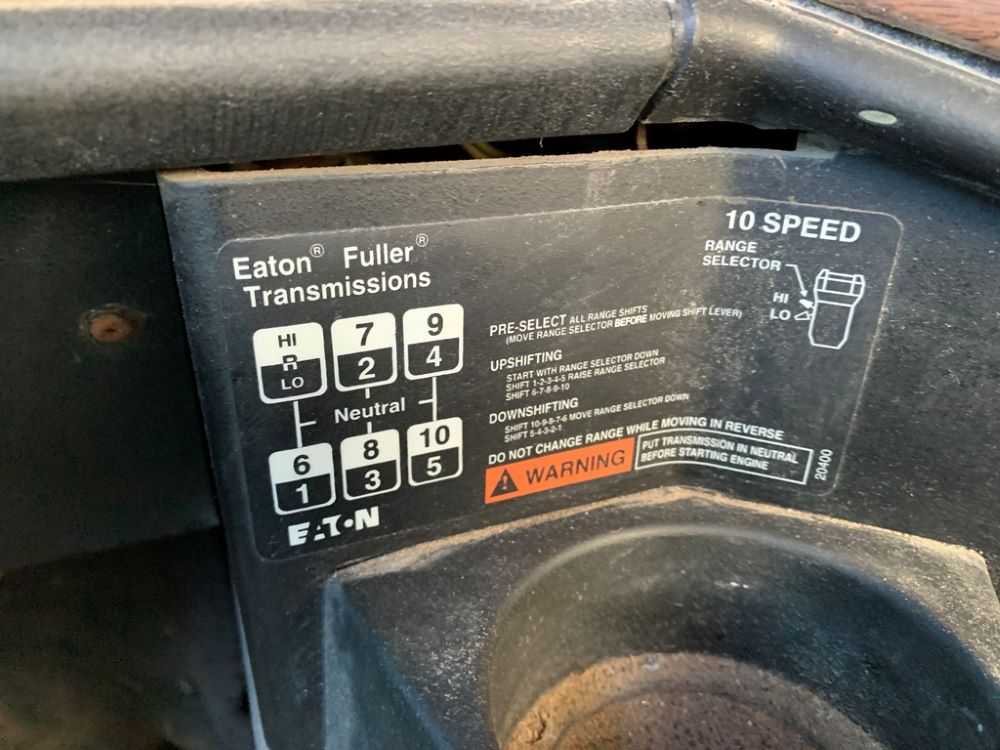 Eaton® Fuller®
Transmissions
HI
R
LO
7
2
9
4
Neutral
6
1
8
3
10
5
EATON
10 SPEED
RANGE
SELECTOR
HI
LO
PRE-SELECT ALL RANGE SHIFTS
(MOVE RANGE SELECTOR BEFORE MOVING SHIFT LEVER)
UPSHIFTING
START WITH RANGE SELECTOR DOWN
SHIFT 1-2-3-4-5 RAISE RANGE SELECTOR
SHIFT 6-7-8-9-10
DOWNSHIFTING
SHIFT 10-9-8-7-6 MOVE RANGE SELECTOR DOWN
SHIFT 5-4-3-2-1
DO NOT CHANGE RANGE WHILE MOVING IN REVERSE
WARNING
PUT TRANSMISSION IN NEUTRAL
BEFORE STARTING ENGINE
20400